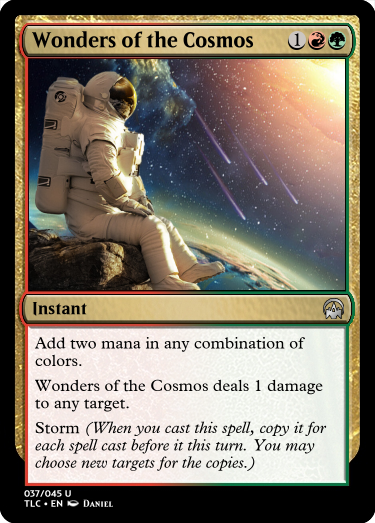 Wonders of the Cosmos 1
Instant
Add two mana in any combination of
colors.
Wonders of the Cosmos deals 1 damage
to any target.
Storm (When you cast this spell, copy it for
each spell cast before it this turn. You may
choose new targets for the copies.)
037/045 U
TLC • EN Daniel